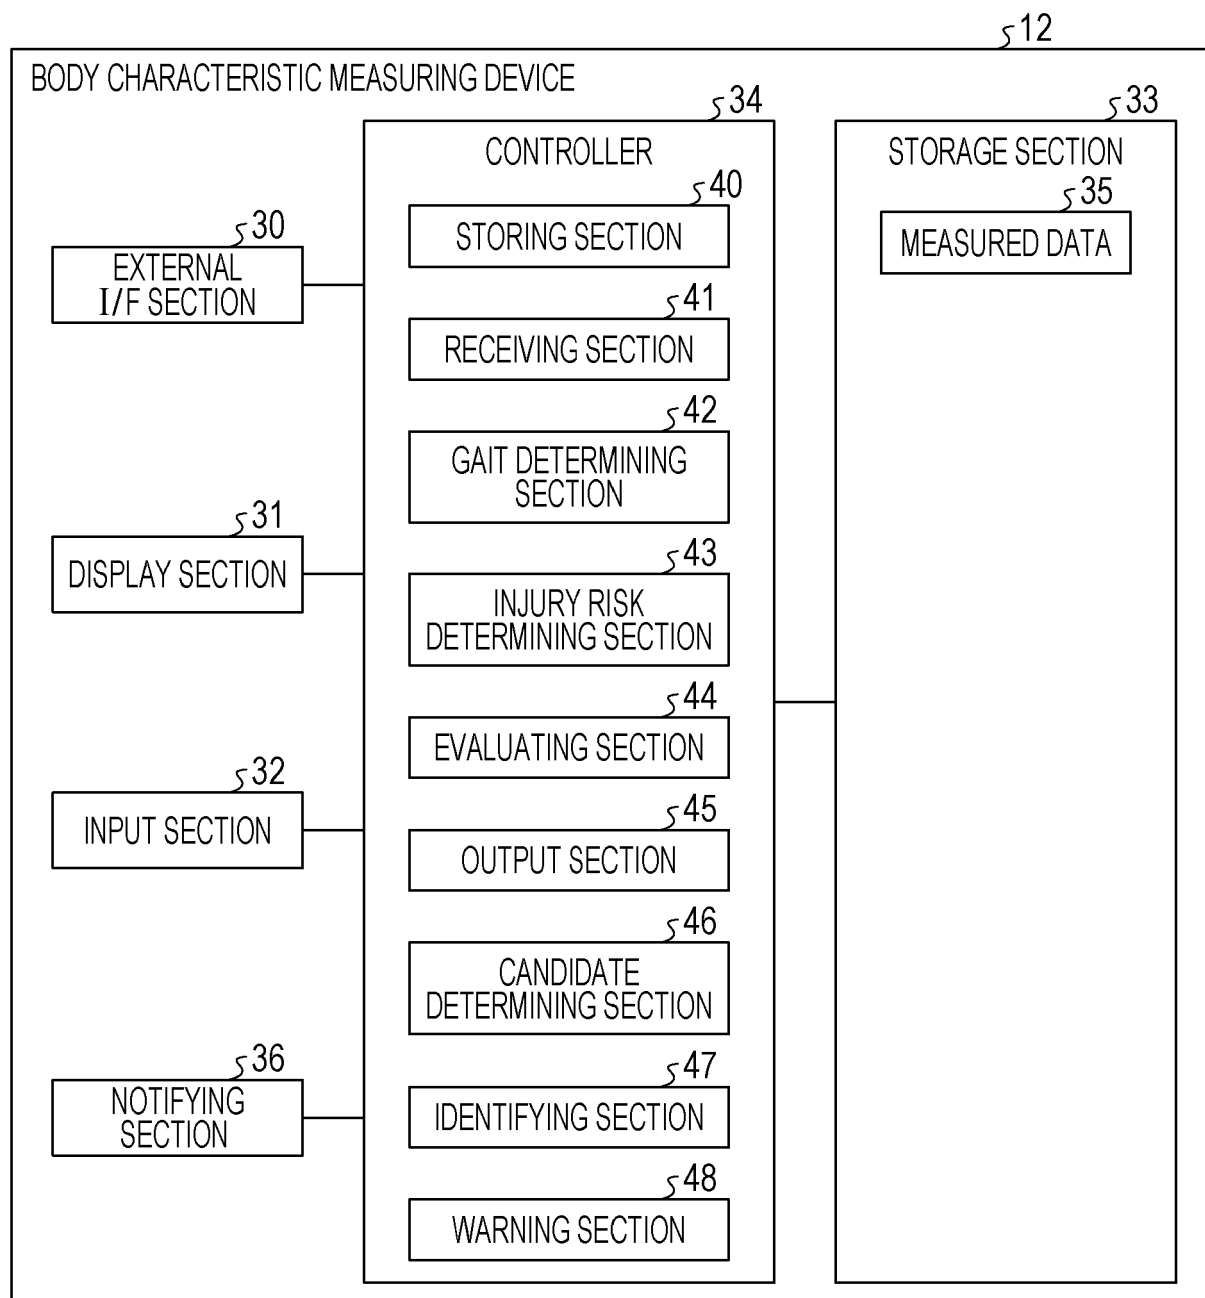 12
BODY CHARACTERISTIC MEASURING DEVICE
30
EXTERNAL
I/F SECTION
31
DISPLAY SECTION
32
INPUT SECTION
36
NOTIFYING
SECTION
34
CONTROLLER
40
STORING SECTION
41
RECEIVING SECTION
42
GAIT DETERMINING
SECTION
43
INJURY RISK
DETERMINING SECTION
44
EVALUATING SECTION
45
OUTPUT SECTION
46
CANDIDATE
DETERMINING SECTION
47
IDENTIFYING SECTION
48
WARNING SECTION
33
STORAGE SECTION
35
MEASURED DATA